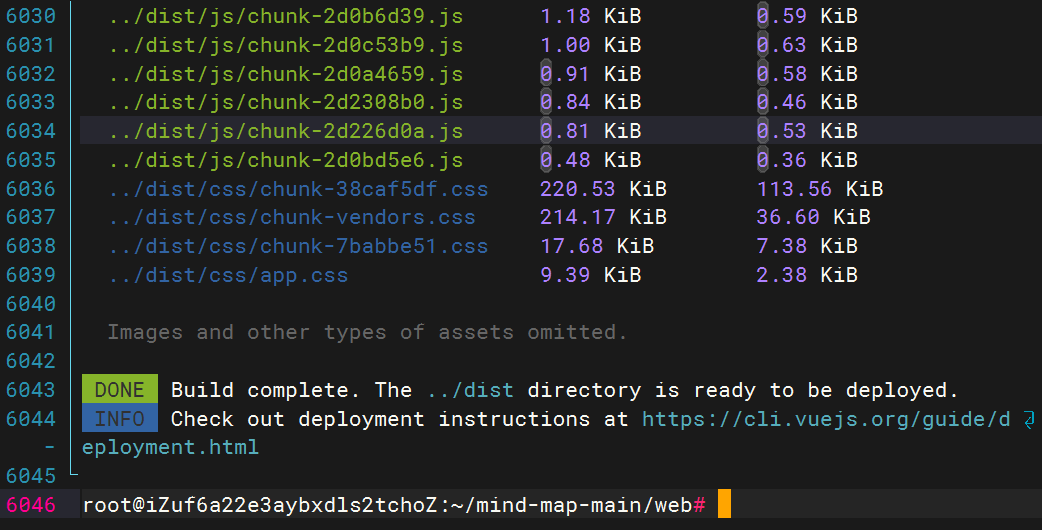 6030 ../dist/js/chunk-2d0b6d39.js 1.18 KiB 0.59 KiB
6031 ../dist/js/chunk-2d0c53b9.js 1.00 KiB 0.63 KiB
6032 ../dist/js/chunk-2d0a4659.js 0.91 KiB 0.58 KiB
6033 ../dist/js/chunk-2d2308b0.js 0.84 KiB 0.46 KiB
6034 ../dist/js/chunk-2d226d0a.js 0.81 KiB 0.53 KiB
6035 ../dist/js/chunk-2d0bd5e6.js 0.48 KiB 0.36 KiB
6036 ../dist/css/chunk-38caf5df.css 220.53 KiB 113.56 KiB
6037 ../dist/css/chunk-vendors.css 214.17 KiB 36.60 KiB
6038 ../dist/css/chunk-7babbe51.css 17.68 KiB 7.38 KiB
6039 ../dist/css/app.css 9.39 KiB 2.38 KiB
6040
6041 Images and other types of assets omitted.
6042
6043 DONE Build complete. The ../dist directory is ready to be deployed.
6044 INFO Check out deployment instructions at https://cli.vuejs.org/guide/d
- eployment.html
6045
6046 root@iZuf6a22e3aybxdls2tchoZ:~/mind-map-main/web#